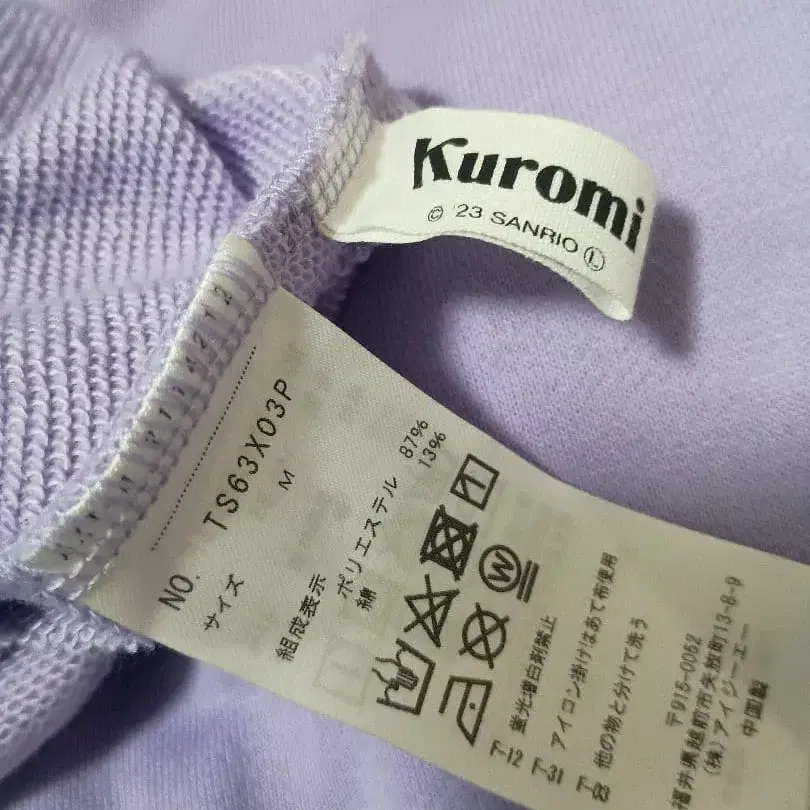 Kuromi
© '23 SANRIO Ⓛ
NO. TS63X03P
サイズ M
組成表示
ポリエステル 87%
綿 13%
W
蛍光増白剤禁止
アイロン掛けはあて布使用
他の物と分けて洗う
ｱ-12 ｱ-31 ｱ-83
〒915-0052
福井県越前市矢放町13-8-9
(株)アイジーエー
中国製